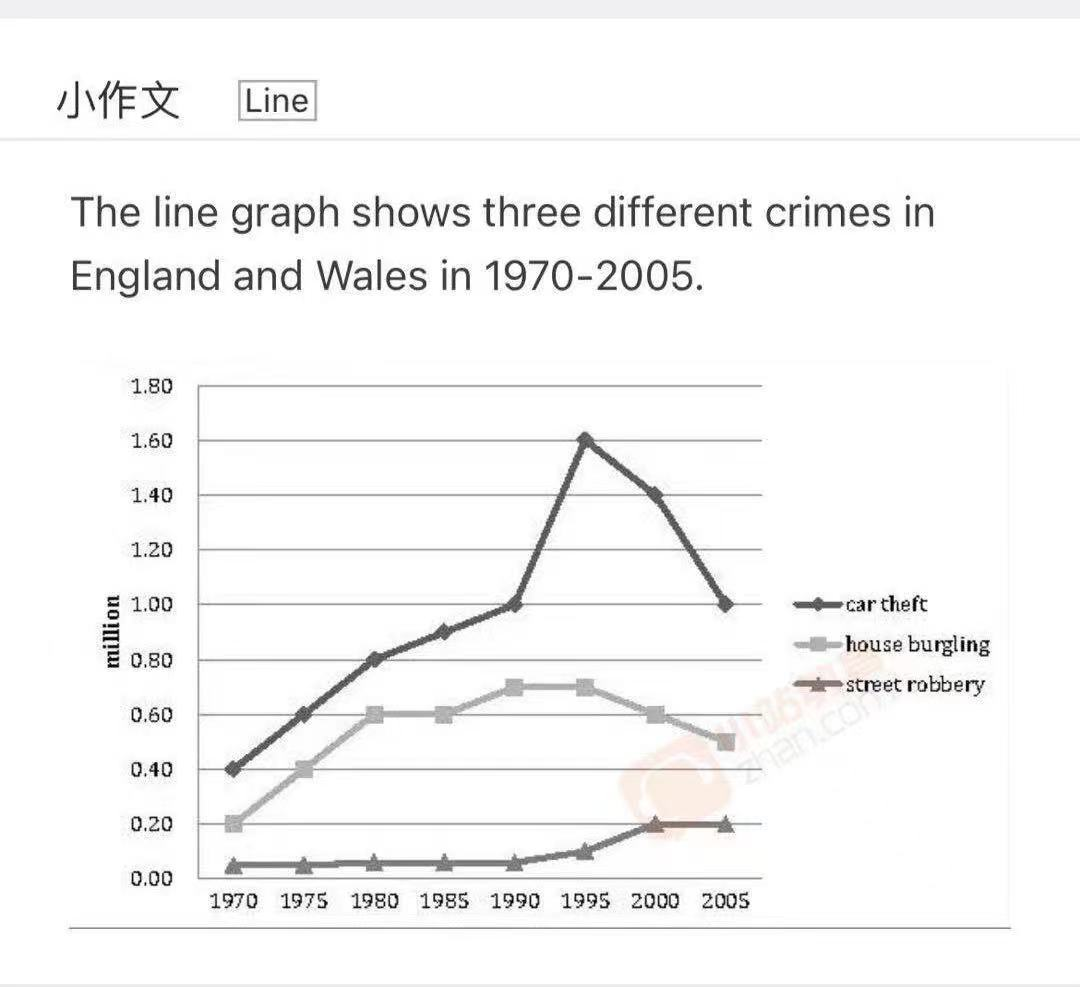 小作文 Line
The line graph shows three different crimes in
England and Wales in 1970-2005.
1.80
1.60
1.40
1.20
1.00
0.80
0.60
0.40
0.20
0.00
million
1970 1975 1980 1985 1990 1995 2000 2005
car theft
house burgling
street robbery
zhan.com